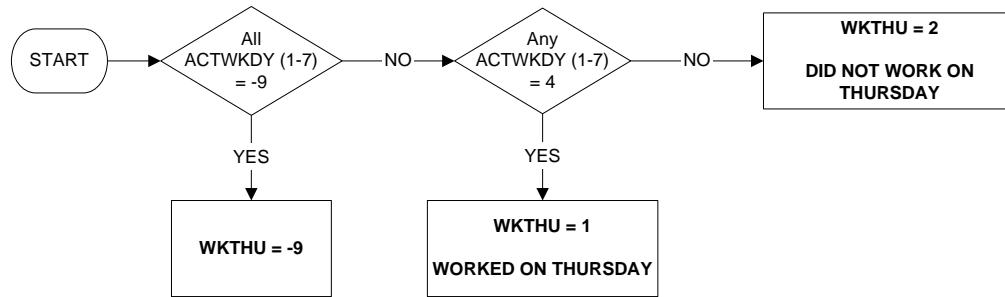 START
All
ACTWKDY (1-7)
= -9
NO
Any
ACTWKDY (1-7)
= 4
NO
WKTHU = 2
DID NOT WORK ON
THURSDAY
YES
YES
WKTHU = -9
WKTHU = 1
WORKED ON THURSDAY